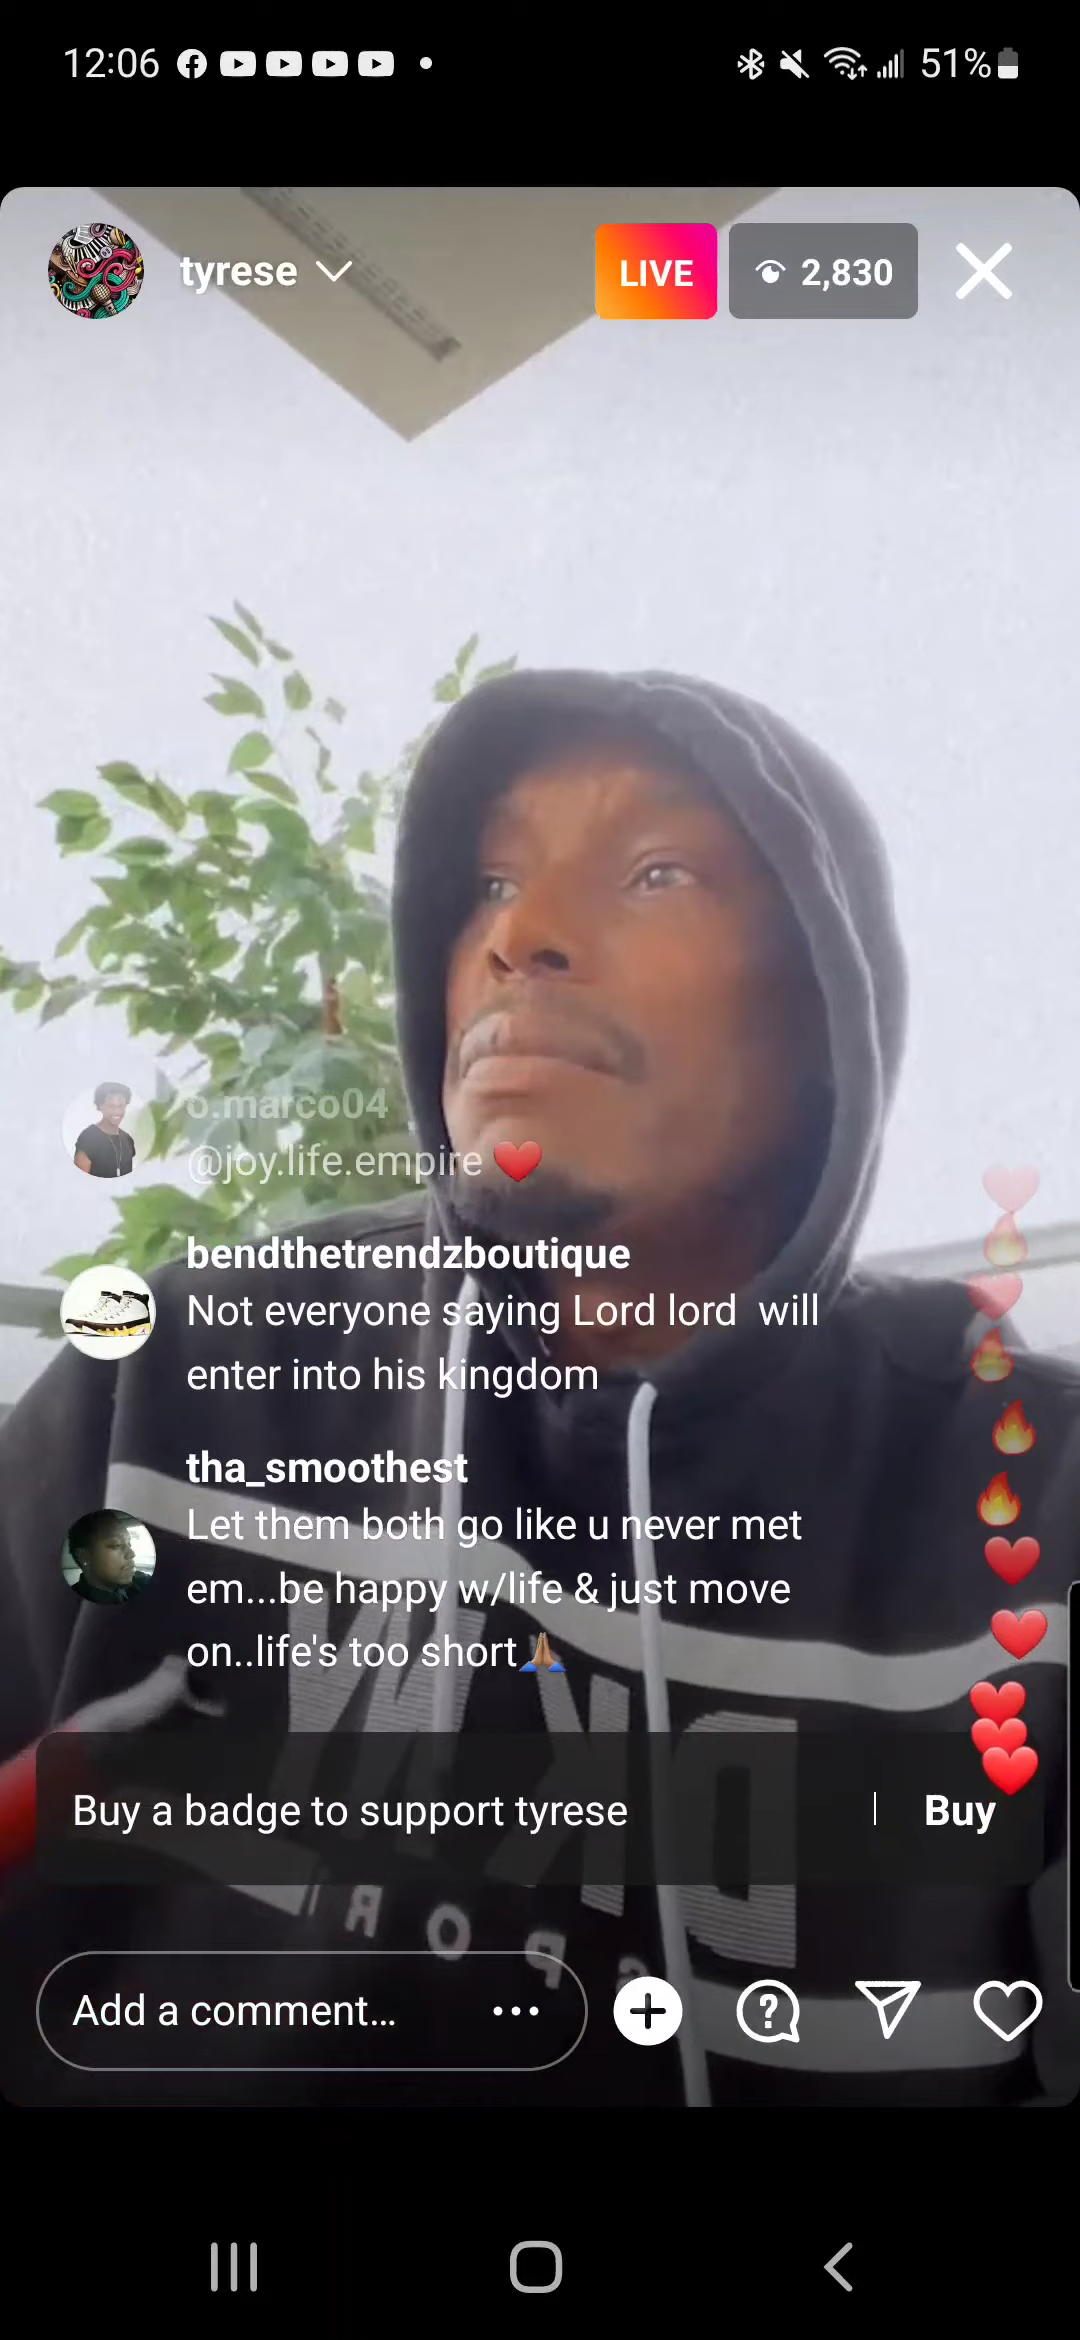 12:06
51%
tyrese
LIVE
2,830
o.marco04
@joy.life.empire ❤️
bendthetrendzboutique
Not everyone saying Lord lord  will
enter into his kingdom
tha_smoothest
Let them both go like u never met
em...be happy w/life & just move
on..life's too short🙏🏽
DKNY
Buy a badge to support tyrese
Buy
SPORT
Add a comment...